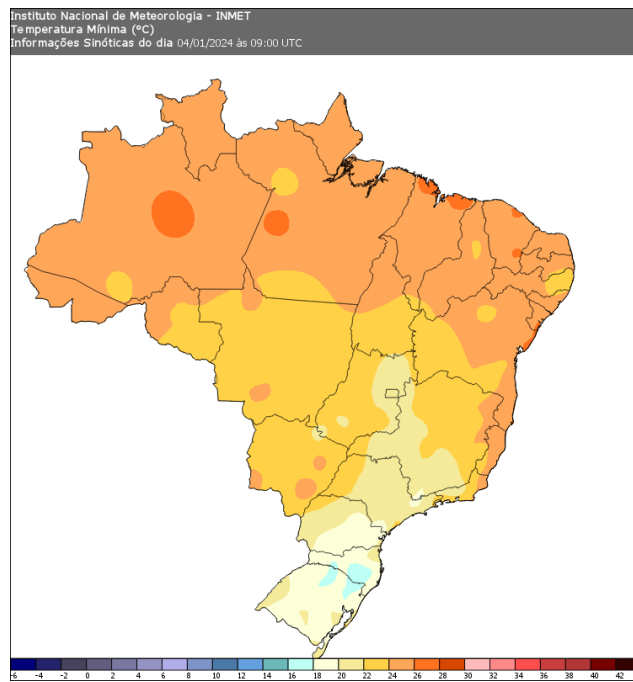 Instituto Nacional de Meteorologia - INMET
Temperatura Mínima (ºC)
Informações Sinóticas do dia 04/01/2024 às 09:00 UTC
-6 -4 -2 0 2 4 6 8 10 12 14 16 18 20 22 24 26 28 30 32 34 36 38 40 42